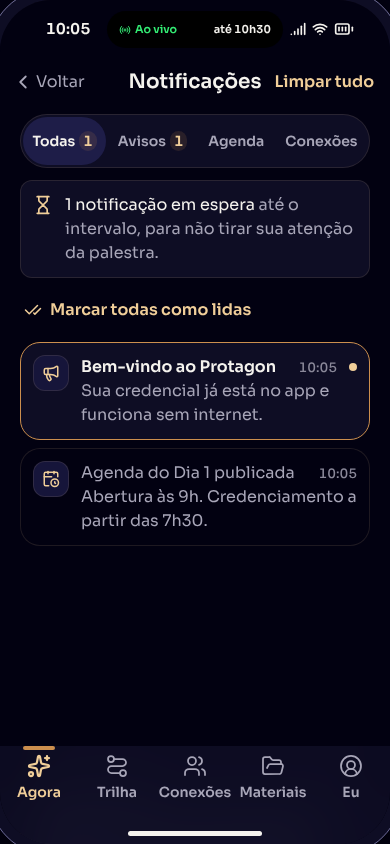 10:05
Ao vivo
até 10h30
Voltar
Notificações
Limpar tudo
Todas 1
Avisos 1
Agenda
Conexões
1 notificação em espera até o
intervalo, para não tirar sua atenção
da palestra.
Marcar todas como lidas
Bem-vindo ao Protagon
10:05
Sua credencial já está no app e
funciona sem internet.
Agenda do Dia 1 publicada
10:05
Abertura às 9h. Credenciamento a
partir das 7h30.
Agora
Trilha
Conexões
Materiais
Eu